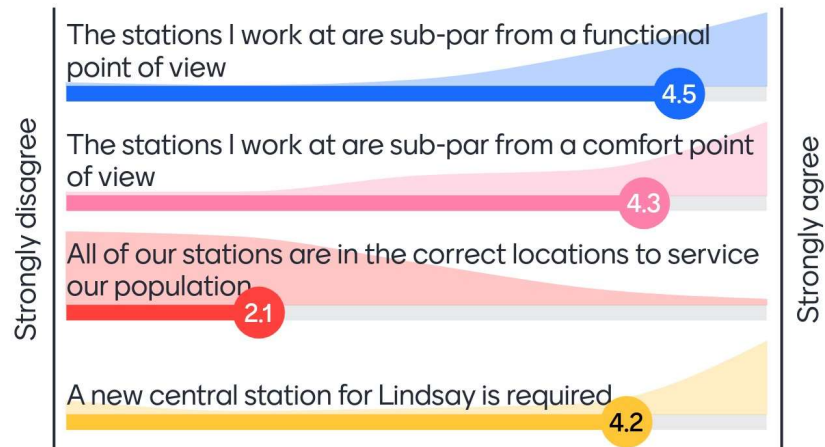 Strongly disagree
The stations I work at are sub-par from a functional
point of view
4.5
The stations I work at are sub-par from a comfort point
of view
4.3
All of our stations are in the correct locations to service
our population
2.1
A new central station for Lindsay is required
4.2
Strongly agree